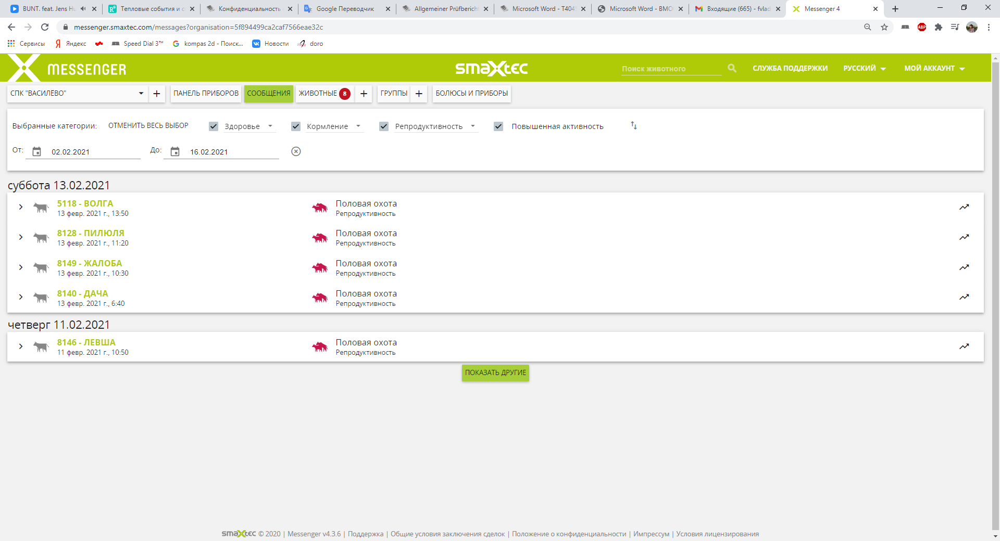 BUNT. feat. Jens Hu
Тепловые события и с
Конфиденциальность
Google Переводчик
Allgemeiner Prüfbericht
Microsoft Word - T404
Microsoft Word - BMO
Входящие (665) - fvlad
Messenger 4
messenger.smaxtec.com/messages?organisation=5f894499ca2caf7566eae32c
ABP
Сервисы
Яндекс
Speed Dial 3™
kompas 2d - Поиск...
Новости
doro
MESSENGER
smaXtec
Поиск животного
СЛУЖБА ПОДДЕРЖКИ
РУССКИЙ
МОЙ АККАУНТ
СПК "ВАСИЛЁВО"
ПАНЕЛЬ ПРИБОРОВ
СООБЩЕНИЯ
ЖИВОТНЫЕ 8
ГРУППЫ
БОЛЮСЫ И ПРИБОРЫ
Выбранные категории:
ОТМЕНИТЬ ВЕСЬ ВЫБОР
Здоровье
Кормление
Репродуктивность
Повышенная активность
От: 02.02.2021
До: 16.02.2021
суббота 13.02.2021
5118 - ВОЛГА
13 февр. 2021 г., 13:50
Половая охота
Репродуктивность
8128 - ПИЛЮЛЯ
13 февр. 2021 г., 11:20
Половая охота
Репродуктивность
8149 - ЖАЛОБА
13 февр. 2021 г., 10:30
Половая охота
Репродуктивность
8140 - ДАЧА
13 февр. 2021 г., 6:40
Половая охота
Репродуктивность
четверг 11.02.2021
8146 - ЛЕВША
11 февр. 2021 г., 10:50
Половая охота
Репродуктивность
ПОКАЗАТЬ ДРУГИЕ
smaXtec © 2020 | Messenger v4.3.6 | Поддержка | Общие условия заключения сделок | Положение о конфиденциальности | Импрессум | Условия лицензирования